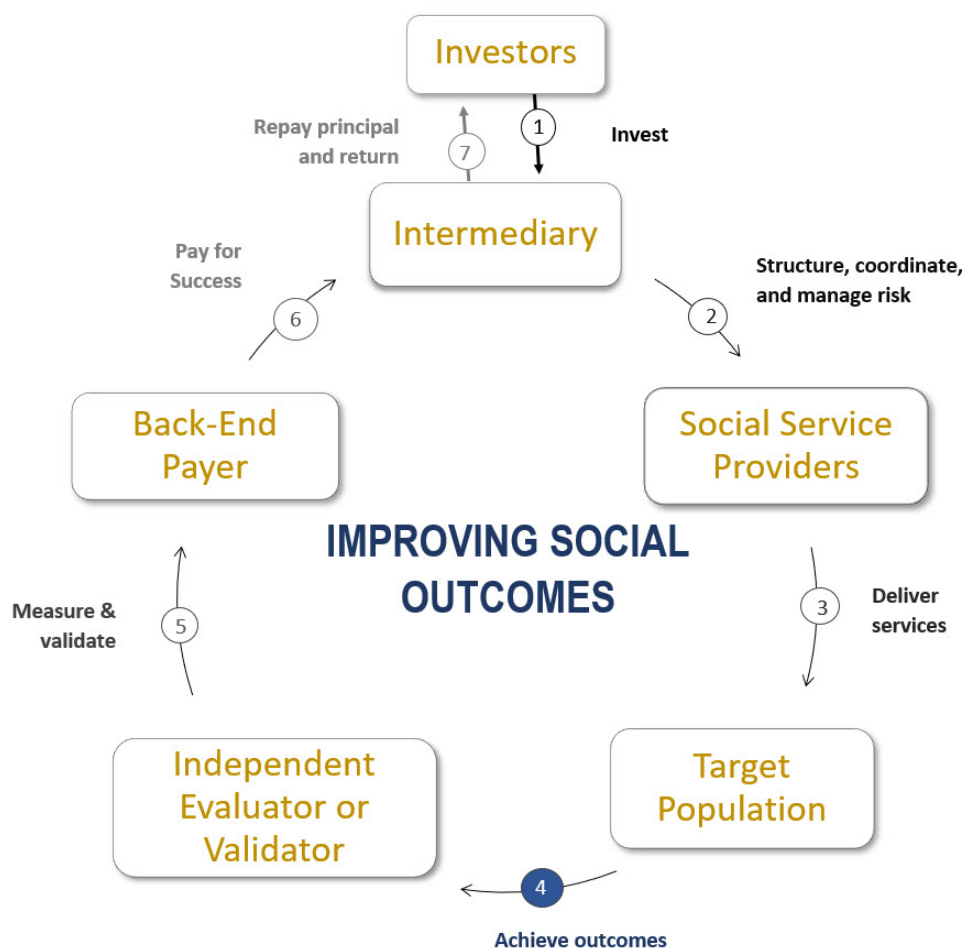 Investors
1
Invest
Repay principal
and return
7
Intermediary
Pay for
Success
6
Structure, coordinate,
and manage risk
2
Back-End
Payer
Social Service
Providers
IMPROVING SOCIAL
OUTCOMES
Measure &
validate
5
3
Deliver
services
Independent
Evaluator or
Validator
Target
Population
4
Achieve outcomes